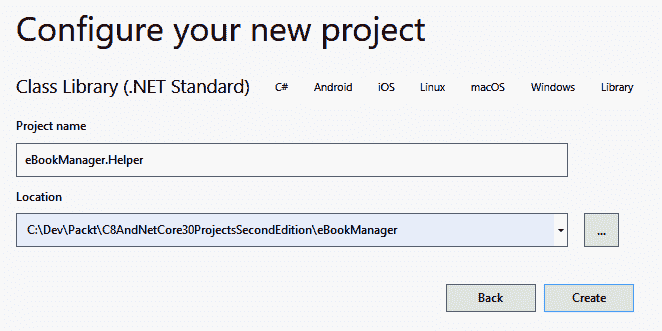 Configure your new project
Class Library (.NET Standard) C# Android iOS Linux macOS Windows Library
Project name
eBookManager.Helper
Location
C:\Dev\Packt\C8AndNetCore30ProjectsSecondEdition\eBookManager ...
Back Create